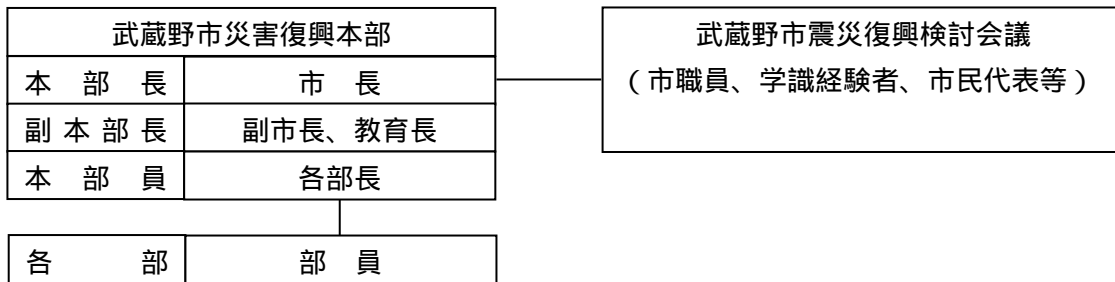 武蔵野市災害復興本部
本部長 市長
副本部長 副市長、教育長
本部員 各部長
各部 部員
武蔵野市震災復興検討会議
(市職員、学識経験者、市民代表等)